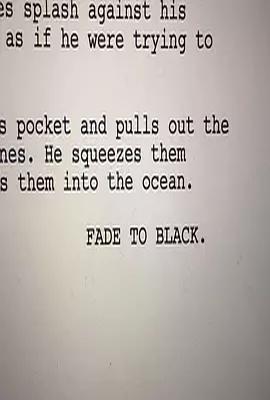 es splash against his
as if he were trying to
s pocket and pulls out the
nes. He squeezes them
s them into the ocean.
FADE TO BLACK.